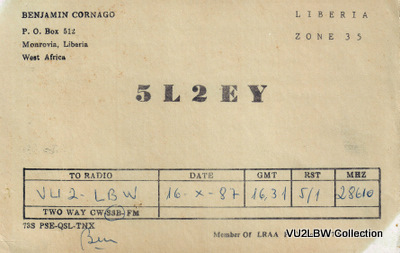 BENJAMIN CORNAGO
P. O. Box 512
Monrovia, Liberia
West Africa
LIBERIA
ZONE 35
5L2EY
TO RADIO DATE GMT RST MHZ
VU2-LBW 16-X-87 1631 5/1 28610
TWO WAY CW-SSB-FM
73S PSE-QSL-TNX
Ben
Member Of LRAA
VU2LBW Collection